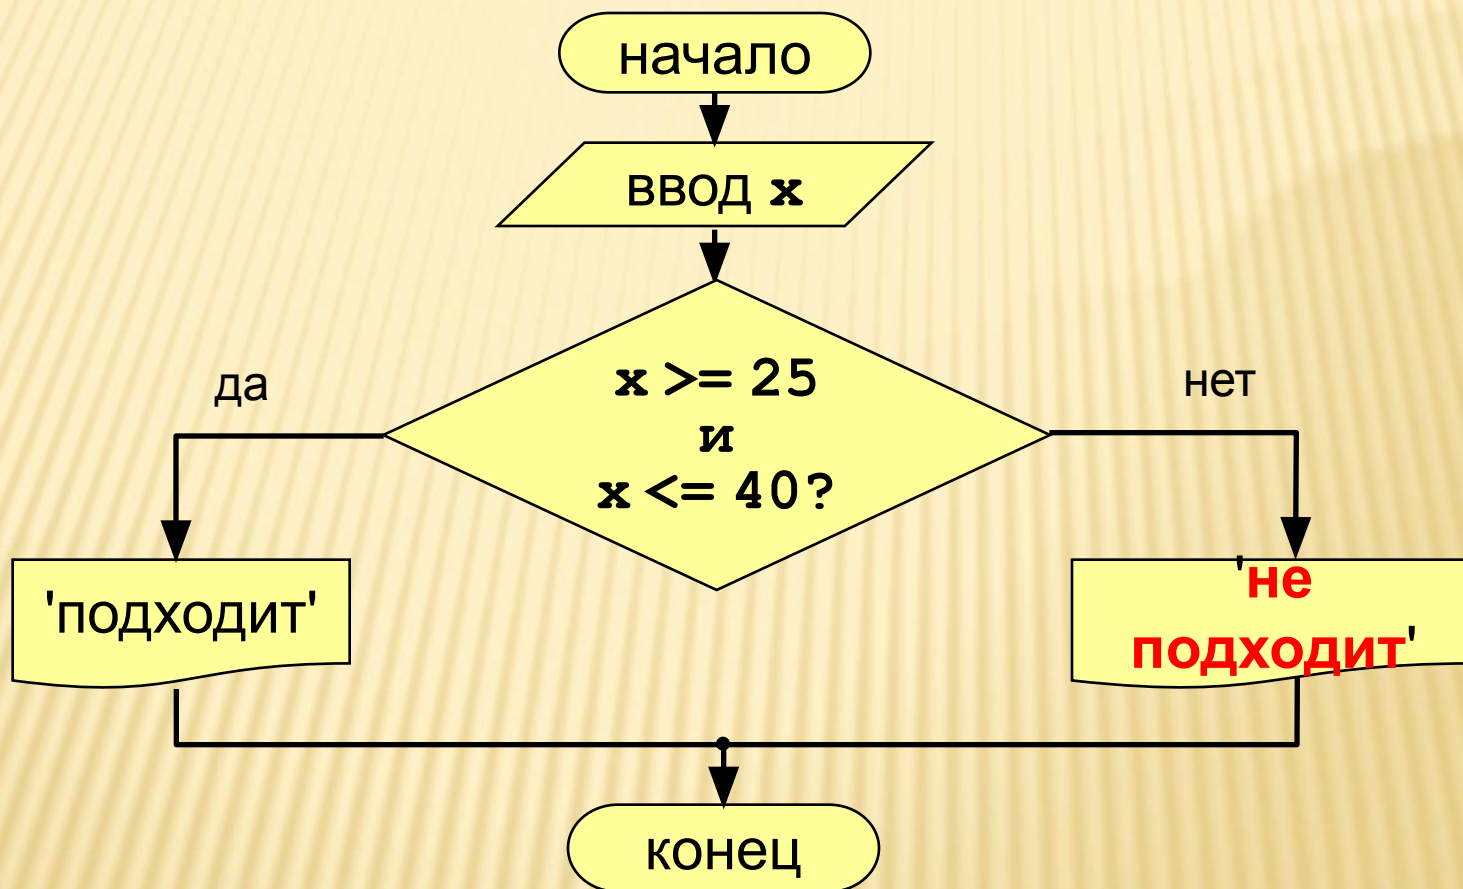 начало
ввод x
да
x >= 25
и
x <= 40?
нет
'подходит'
'не
подходит'
конец